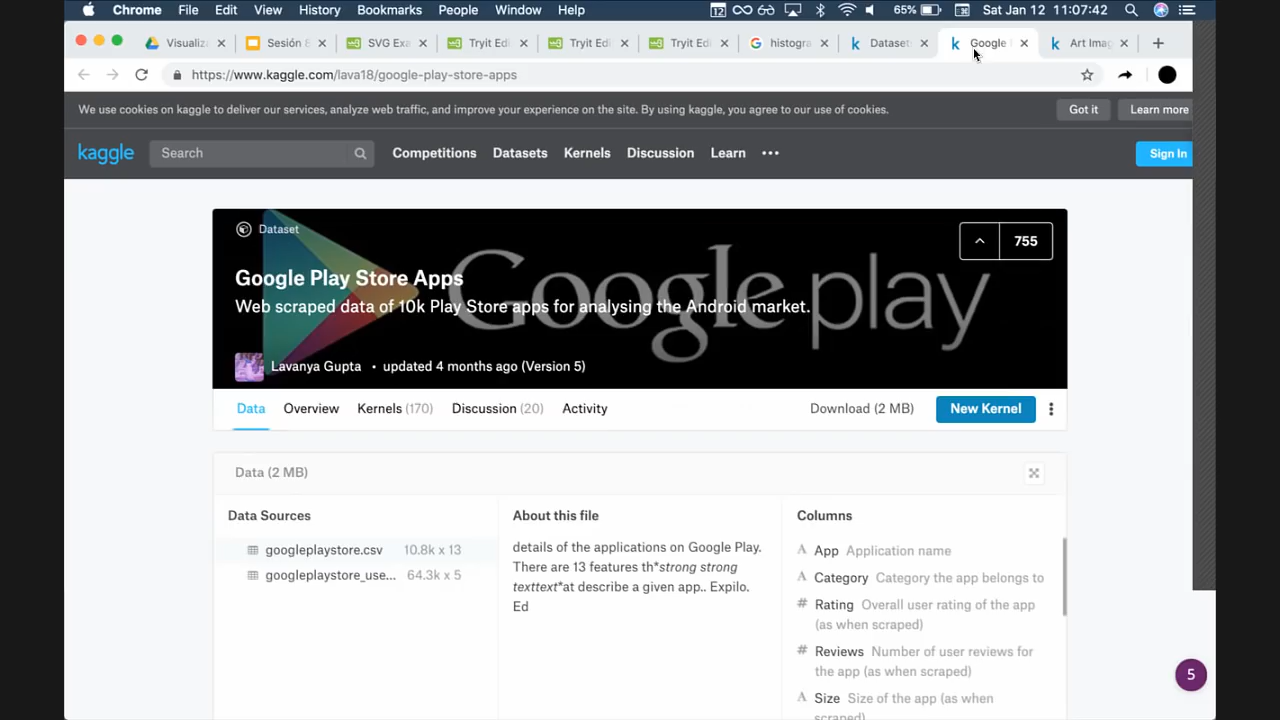 Chrome File Edit View History Bookmarks People Window Help 12 65% Sat Jan 12 11:07:42
Visualiz Sesión 8 SVG Exa Tryit Edi Tryit Edi Tryit Edi histogra Datasets Google P Art Imag
https://www.kaggle.com/lava18/google-play-store-apps
We use cookies on kaggle to deliver our services, analyze web traffic, and improve your experience on the site. By using kaggle, you agree to our use of cookies. Got it Learn more
kaggle Search Competitions Datasets Kernels Discussion Learn Sign In
Dataset
755
Google Play Store Apps
Web scraped data of 10k Play Store apps for analysing the Android market.
Google play
Lavanya Gupta • updated 4 months ago (Version 5)
Data Overview Kernels (170) Discussion (20) Activity Download (2 MB) New Kernel
Data (2 MB)
Data Sources
googleplaystore.csv 10.8k x 13
googleplaystore_use... 64.3k x 5
About this file
details of the applications on Google Play.
There are 13 features th*strong strong
texttext*at describe a given app.. Expilo.
Ed
Columns
A App Application name
A Category Category the app belongs to
# Rating Overall user rating of the app
(as when scraped)
# Reviews Number of user reviews for
the app (as when scraped)
A Size Size of the app (as when
scraped)
5